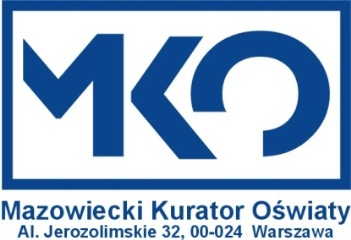 MKO
Mazowiecki Kurator Oświaty
Al. Jerozolimskie 32, 00-024 Warszawa